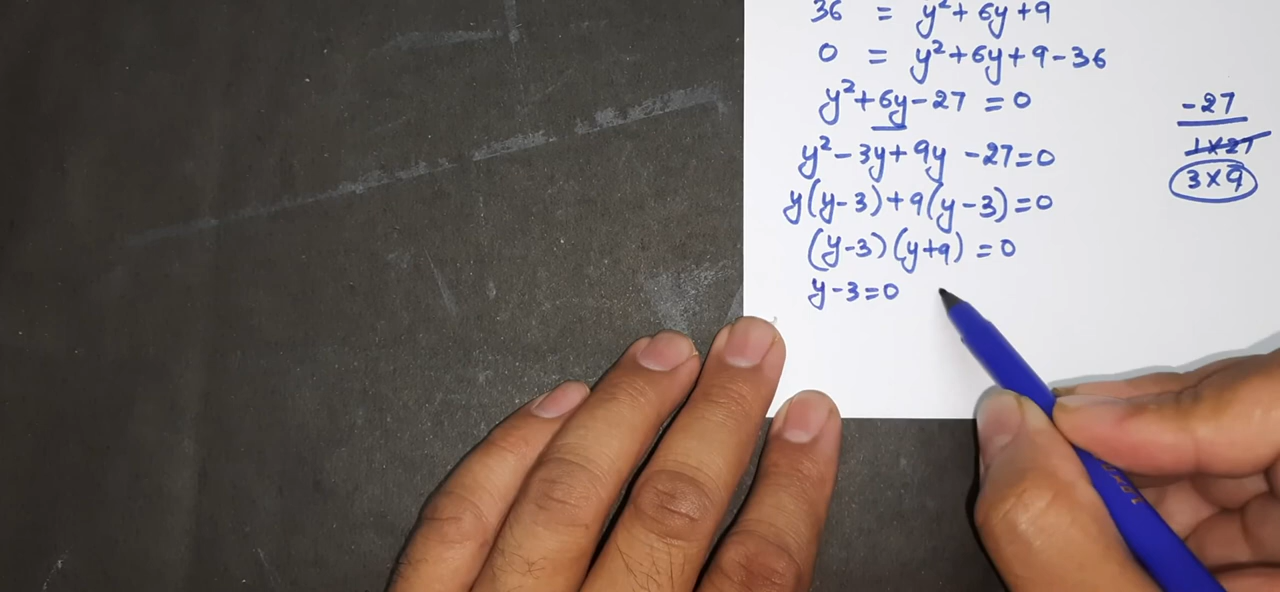 36 = y²+6y+9
0 = y²+6y+9-36
y²+6y-27=0
y²-3y+9y-27=0
y(y-3)+9(y-3)=0
(y-3)(y+9)=0
y-3=0
-27
1×27
3×9